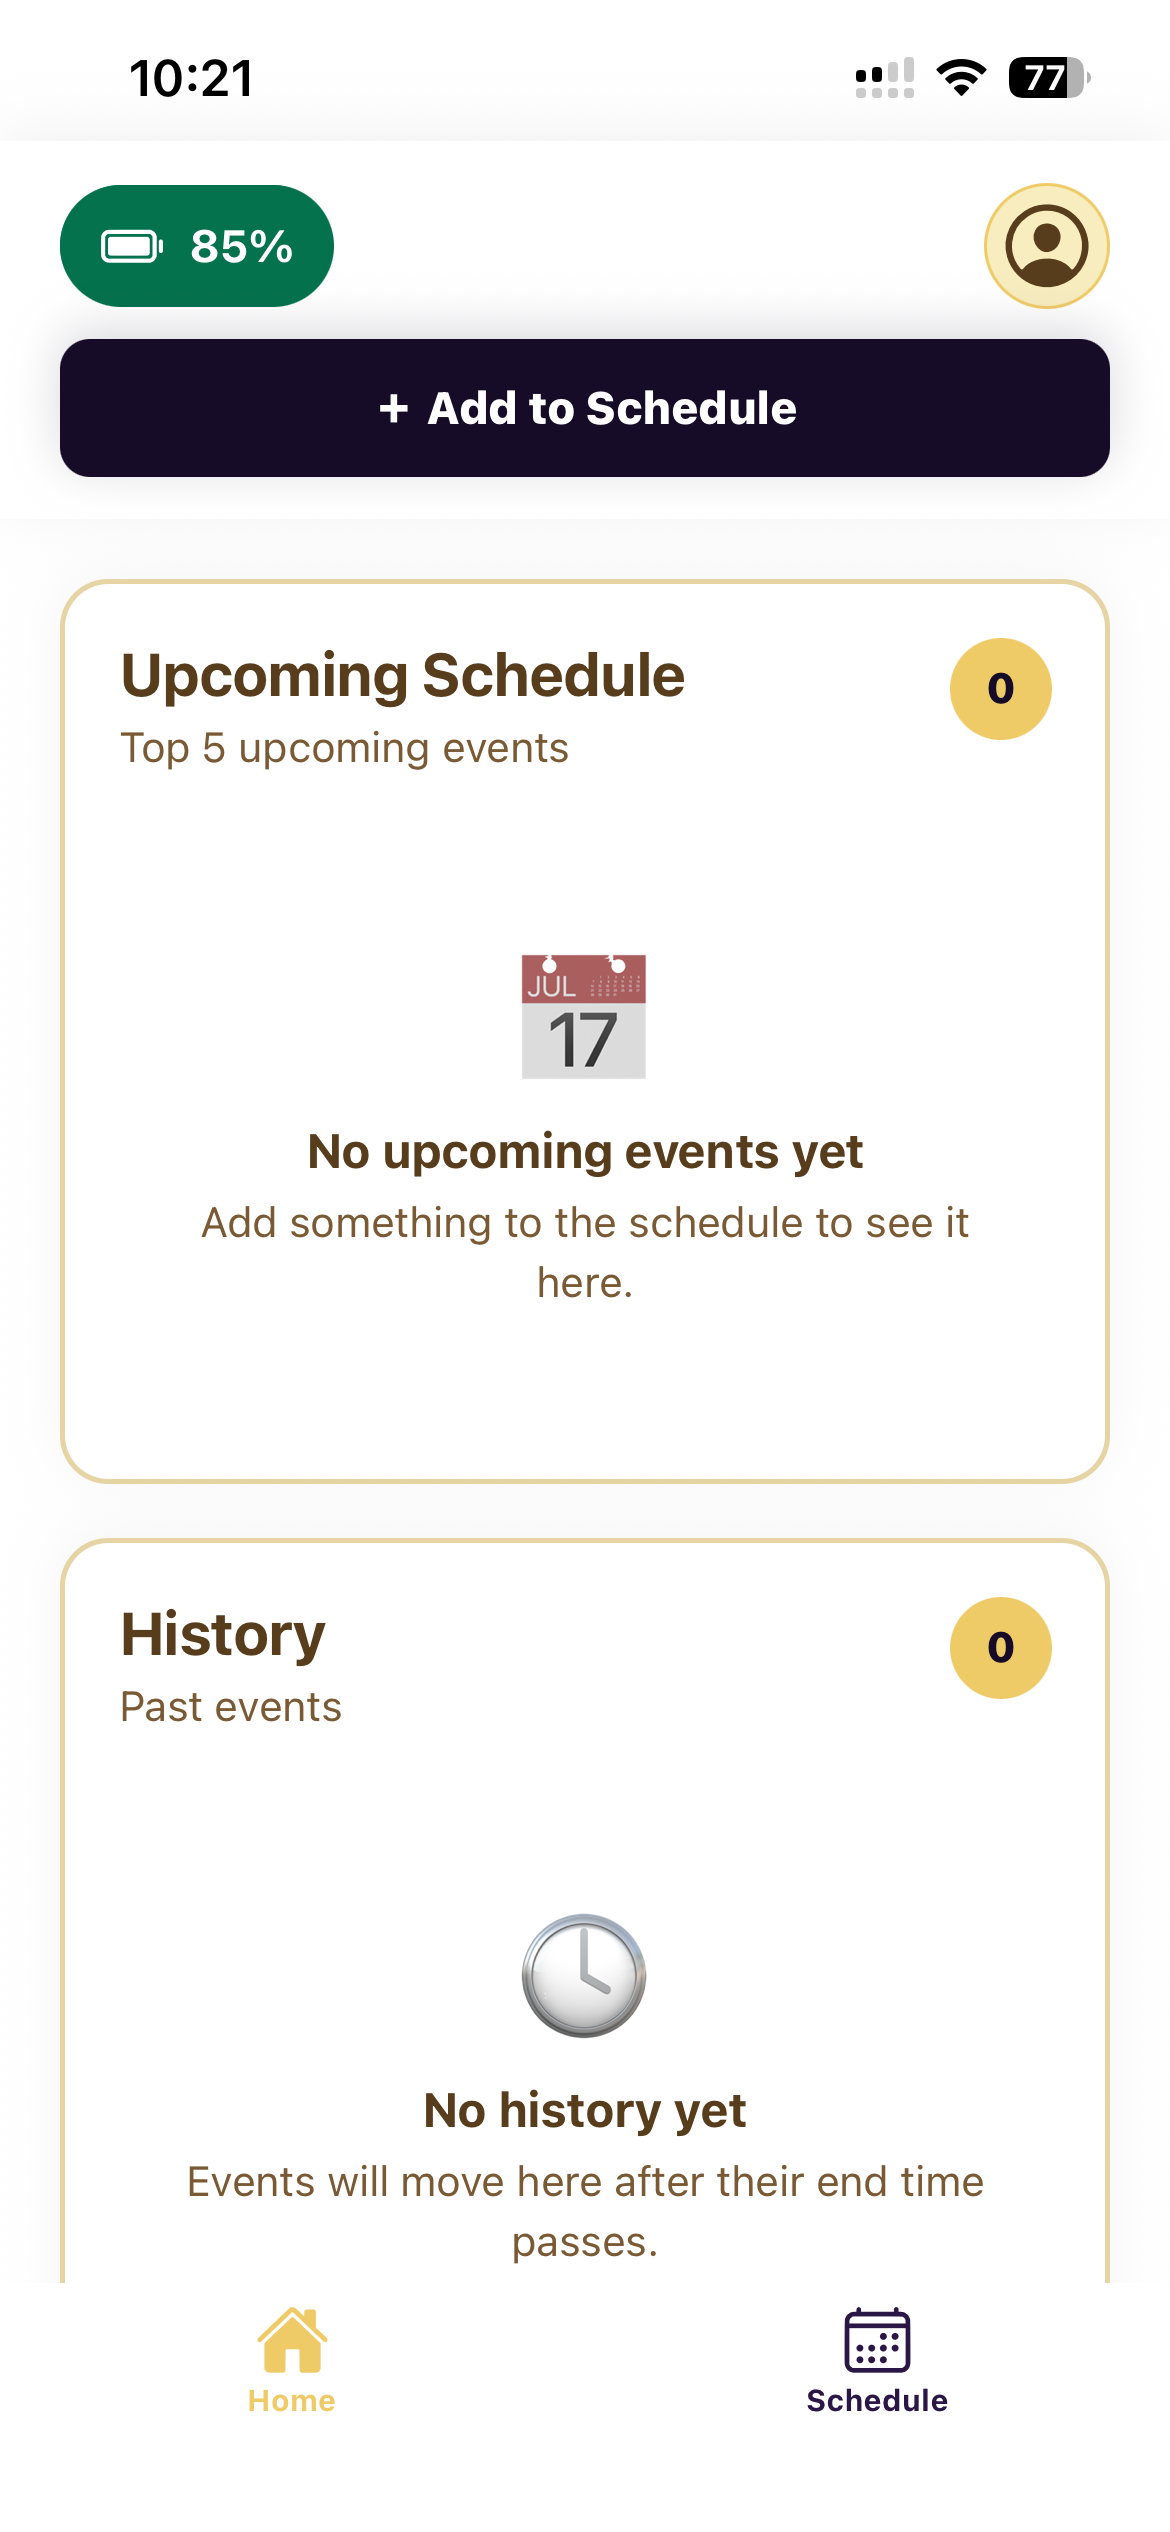 10:21
77
85%
+ Add to Schedule
Upcoming Schedule
0
Top 5 upcoming events
JUL
17
No upcoming events yet
Add something to the schedule to see it
here.
History
0
Past events
No history yet
Events will move here after their end time
passes.
Home
Schedule